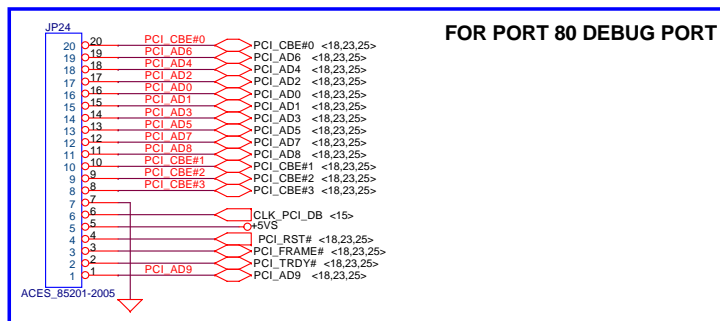 JP24
FOR PORT 80 DEBUG PORT
20 20 PCI_CBE#0 PCI_CBE#0 <18,23,25>
19 19 PCI_AD6 PCI_AD6 <18,23,25>
18 18 PCI_AD4 PCI_AD4 <18,23,25>
17 17 PCI_AD2 PCI_AD2 <18,23,25>
16 16 PCI_AD0 PCI_AD0 <18,23,25>
15 15 PCI_AD1 PCI_AD1 <18,23,25>
14 14 PCI_AD3 PCI_AD3 <18,23,25>
13 13 PCI_AD5 PCI_AD5 <18,23,25>
12 12 PCI_AD7 PCI_AD7 <18,23,25>
11 11 PCI_AD8 PCI_AD8 <18,23,25>
10 10 PCI_CBE#1 PCI_CBE#1 <18,23,25>
9 9 PCI_CBE#2 PCI_CBE#2 <18,23,25>
8 8 PCI_CBE#3 PCI_CBE#3 <18,23,25>
7 7
6 6 CLK_PCI_DB <15>
5 5 +5VS
4 4 PCI_RST# <18,23,25>
3 3 PCI_FRAME# <18,23,25>
2 2 PCI_TRDY# <18,23,25>
1 1 PCI_AD9 PCI_AD9 <18,23,25>
ACES_85201-2005